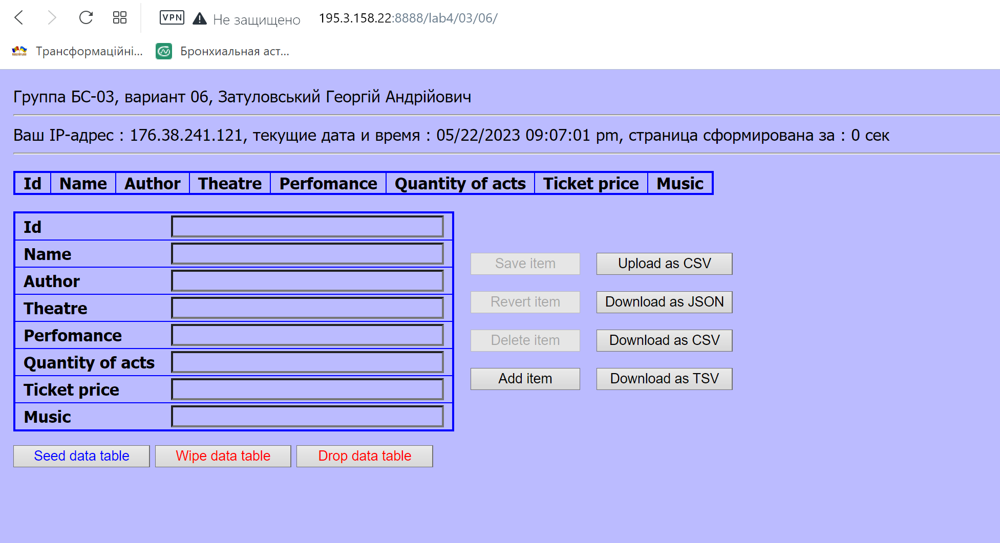 VPN Не защищено 195.3.158.22:8888/lab4/03/06/
Трансформаційні... Бронхиальная аст...
Группа БС-03, вариант 06, Затуловський Георгій Андрійович
Ваш IP-адрес : 176.38.241.121, текущие дата и время : 05/22/2023 09:07:01 pm, страница сформирована за : 0 сек
Id Name Author Theatre Perfomance Quantity of acts Ticket price Music
Id
Name
Author
Theatre
Perfomance
Quantity of acts
Ticket price
Music
Save item Upload as CSV
Revert item Download as JSON
Delete item Download as CSV
Add item Download as TSV
Seed data table Wipe data table Drop data table